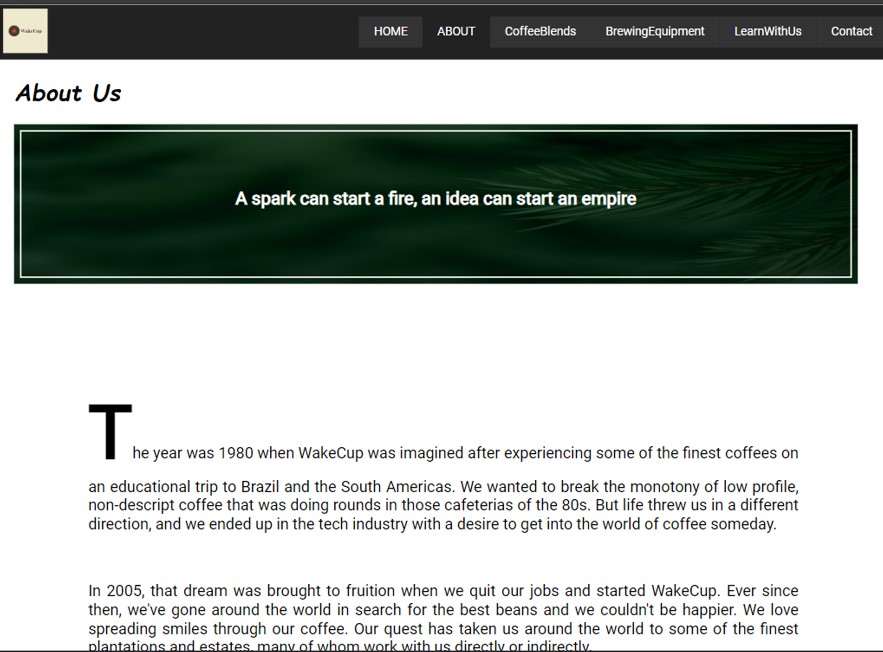 WakeCup
HOME ABOUT CoffeeBlends BrewingEquipment LearnWithUs Contact
About Us
A spark can start a fire, an idea can start an empire
The year was 1980 when WakeCup was imagined after experiencing some of the finest coffees on
an educational trip to Brazil and the South Americas. We wanted to break the monotony of low profile,
non-descript coffee that was doing rounds in those cafeterias of the 80s. But life threw us in a different
direction, and we ended up in the tech industry with a desire to get into the world of coffee someday.
In 2005, that dream was brought to fruition when we quit our jobs and started WakeCup. Ever since
then, we've gone around the world in search for the best beans and we couldn't be happier. We love
spreading smiles through our coffee. Our quest has taken us around the world to some of the finest
plantations and estates, many of whom work with us directly or indirectly.